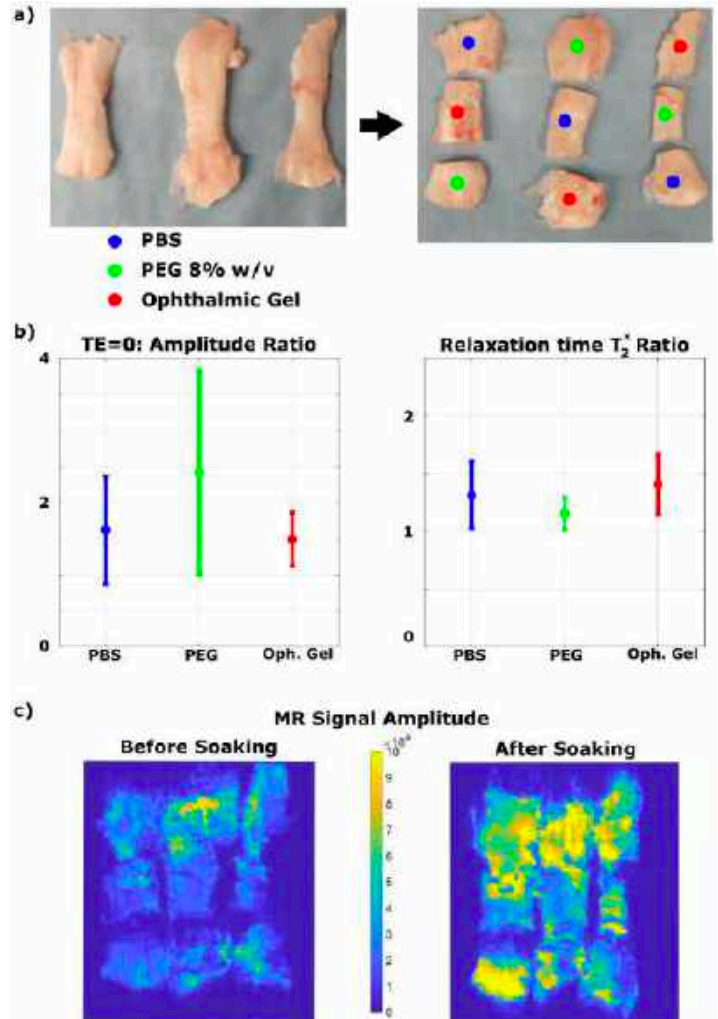 a)
PBS
PEG 8% w/v
Ophthalmic Gel
b)
TE=0: Amplitude Ratio
4
2
0
PBS PEG Oph. Gel
Relaxation time T2* Ratio
2
1
0
PBS PEG Oph. Gel
c)
MR Signal Amplitude
Before Soaking
10
9
8
7
6
5
4
3
2
1
0
After Soaking